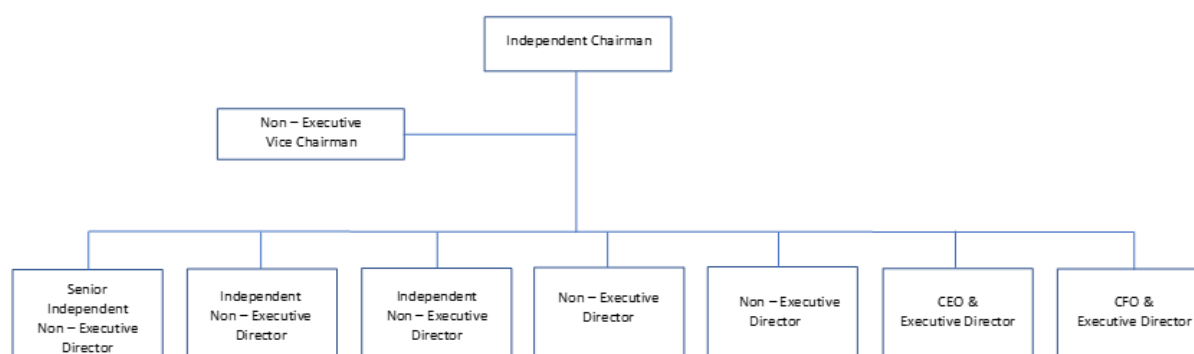 Independent Chairman
Non – Executive
Vice Chairman
Senior
Independent
Non – Executive
Director
Independent
Non – Executive
Director
Independent
Non – Executive
Director
Non – Executive
Director
Non – Executive
Director
CEO &
Executive Director
CFO &
Executive Director